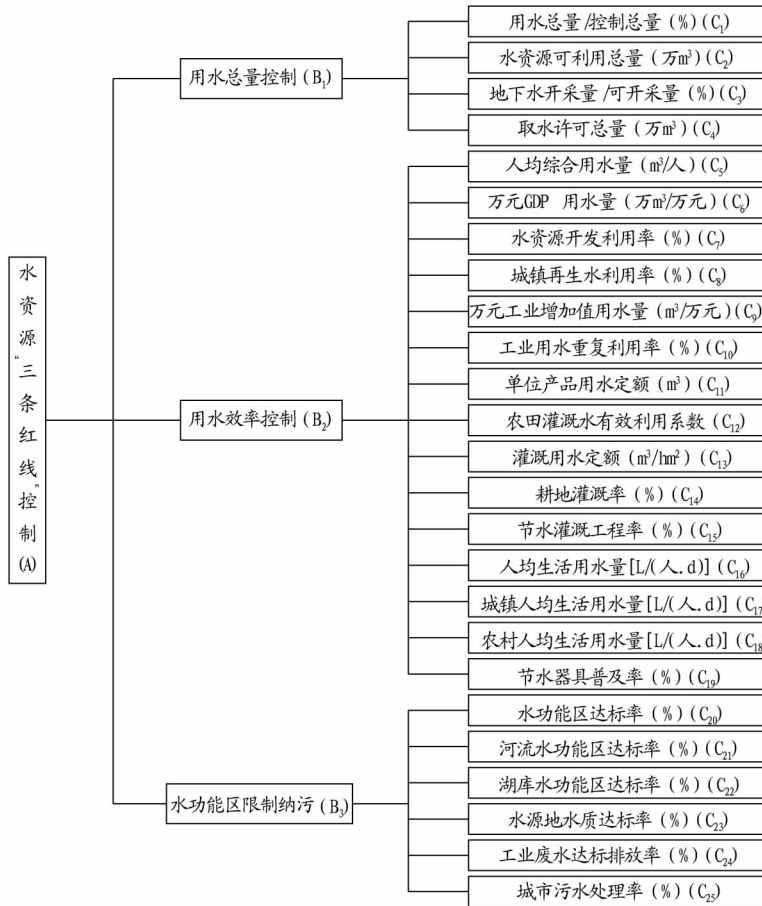 水资源“三条红线”控制(A)
用水总量控制(B₁)
用水总量/控制总量(%)(C₁)
水资源可利用总量(万m³)(C₂)
地下水开采量/可开采量(%)(C₃)
取水许可总量(万m³)(C₄)
用水效率控制(B₂)
人均综合用水量(m³/人)(C₅)
万元GDP 用水量(万m³/万元)(C₆)
水资源开发利用率(%)(C₇)
城镇再生水利用率(%)(C₈)
万元工业增加值用水量(m³/万元)(C₉)
工业用水重复利用率(%)(C₁₀)
单位产品用水定额(m³)(C₁₁)
农田灌溉水有效利用系数(C₁₂)
灌溉用水定额(m³/hm²)(C₁₃)
耕地灌溉率(%)(C₁₄)
节水灌溉工程率(%)(C₁₅)
人均生活用水量[L/(人.d)](C₁₆)
城镇人均生活用水量[L/(人.d)](C₁₇
农村人均生活用水量[L/(人.d)](C₁₈
节水器具普及率(%)(C₁₉)
水功能区限制纳污(B₃)
水功能区达标率(%)(C₂₀)
河流水功能区达标率(%)(C₂₁)
湖库水功能区达标率(%)(C₂₂)
水源地水质达标率(%)(C₂₃)
工业废水达标排放率(%)(C₂₄)
城市污水处理率(%)(C₂₅)